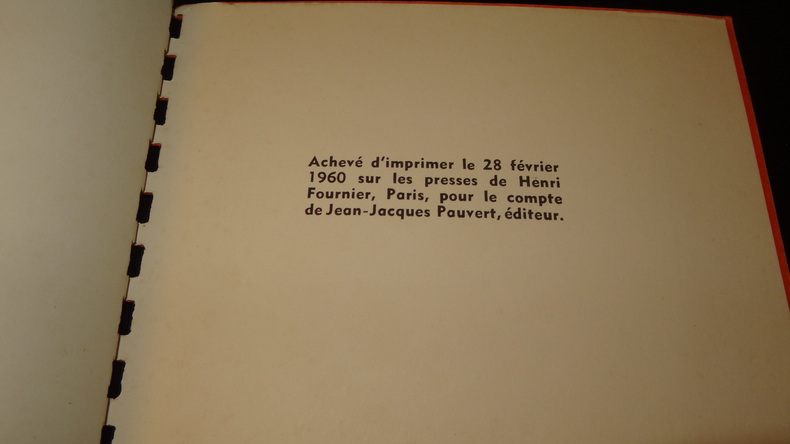 Achevé d'imprimer le 28 février
1960 sur les presses de Henri
Fournier, Paris, pour le compte
de Jean-Jacques Pauvert, éditeur.